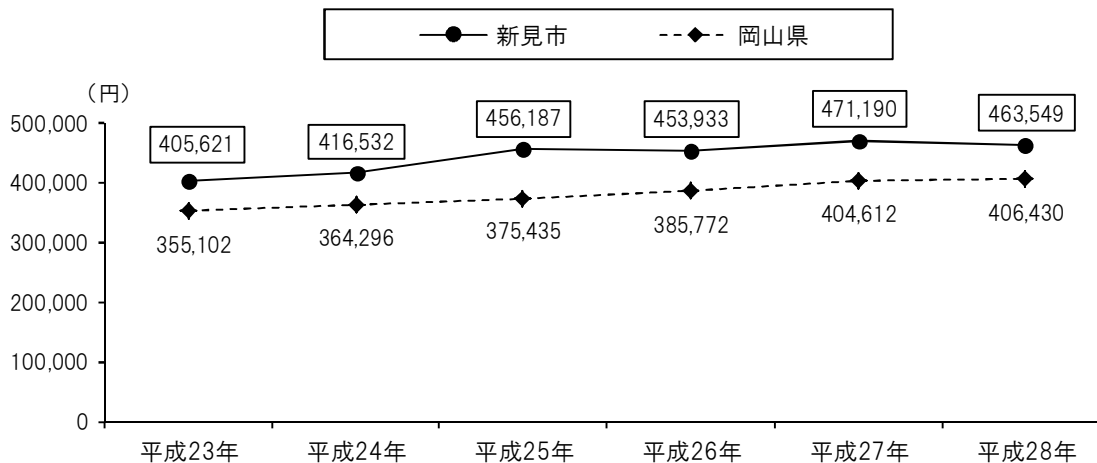 新見市 岡山県
（円）
500,000
400,000
300,000
200,000
100,000
0
405,621 416,532 456,187 453,933 471,190 463,549
355,102 364,296 375,435 385,772 404,612 406,430
平成23年 平成24年 平成25年 平成26年 平成27年 平成28年